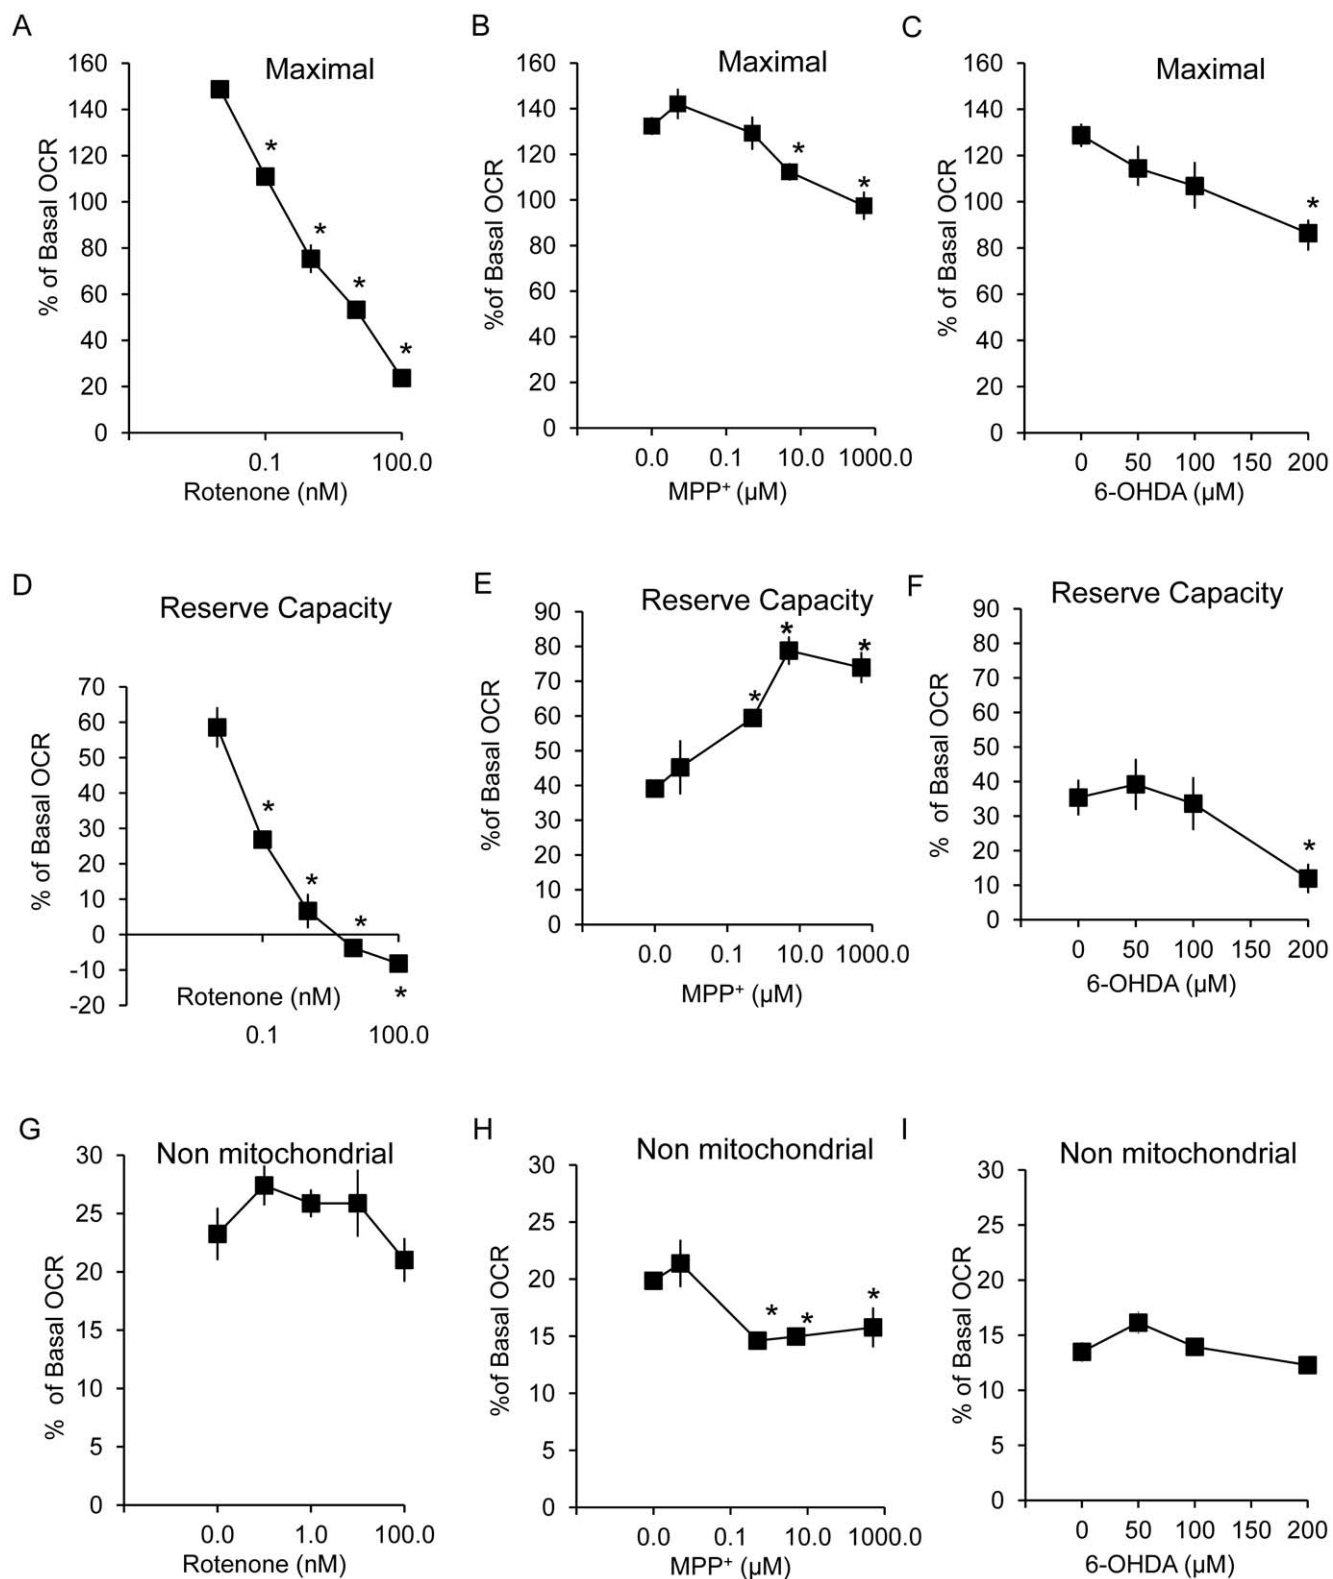 A
Maximal
% of Basal OCR
160
140
120
100
80
60
40
20
0
*
*
*
*
0.1 100.0
Rotenone (nM)
B
Maximal
%of Basal OCR
160
140
120
100
80
60
40
20
0
*
*
0.0 0.1 10.0 1000.0
MPP⁺ (µM)
C
Maximal
% of Basal OCR
160
140
120
100
80
60
40
20
0
*
0 50 100 150 200
6-OHDA (µM)
D
Reserve Capacity
% of Basal OCR
70
60
50
40
30
20
10
0
-10
-20
*
*
*
*
Rotenone (nM)
0.1 100.0
E
Reserve Capacity
%of Basal OCR
90
80
70
60
50
40
30
20
10
0
*
*
*
0.0 0.1 10.0 1000.0
MPP⁺ (µM)
F
Reserve Capacity
% of Basal OCR
90
80
70
60
50
40
30
20
10
0
*
0 50 100 150 200
6-OHDA (µM)
G
Non mitochondrial
% of Basal OCR
30
25
20
15
10
5
0
0.0 1.0 100.0
Rotenone (nM)
H
Non mitochondrial
%of Basal OCR
30
25
20
15
10
5
0
* * *
0.0 0.1 10.0 1000.0
MPP⁺ (µM)
I
Non mitochondrial
% of Basal OCR
30
25
20
15
10
5
0
0 50 100 150 200
6-OHDA (µM)